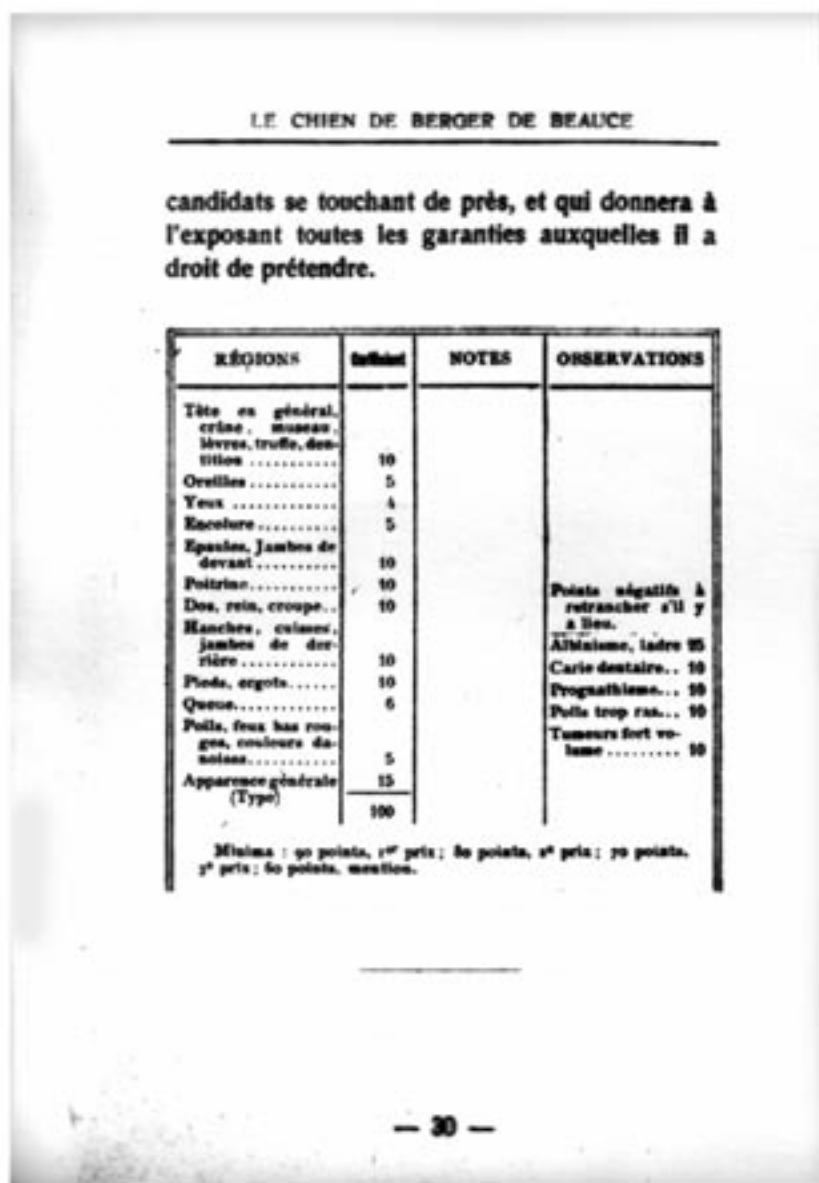 LE CHIEN DE BERGER DE BEAUCE
candidats se touchant de près, et qui donnera à
l'exposant toutes les garanties auxquelles il a
droit de prétendre.
RÉGIONS Coefficient NOTES OBSERVATIONS
Tête en général,
crâne, museau,
lèvres, truffe, den-
tition ........... 10
Oreilles ........... 5
Yeux ............. 4
Encolure .......... 5
Epaules, Jambes de
devant .......... 10
Poitrine........... 10
Dos, rein, croupe.. 10
Hanches, cuisses,
jambes de der-
rière ............ 10
Pieds, ergots...... 10
Queue............. 6
Poils, feux bas rou-
ges, couleurs da-
noises........... 5
Apparence générale 15
(Type)
100
Points négatifs à
retrancher s'il y
a lieu.
Albinisme, ladre 25
Carie dentaire.. 10
Prognathisme... 10
Poils trop ras... 10
Tumeurs fort vo-
lume ......... 10
Minima : 90 points, 1er prix ; 80 points, 2e prix ; 70 points,
3e prix ; 60 points, mention.
— 30 —